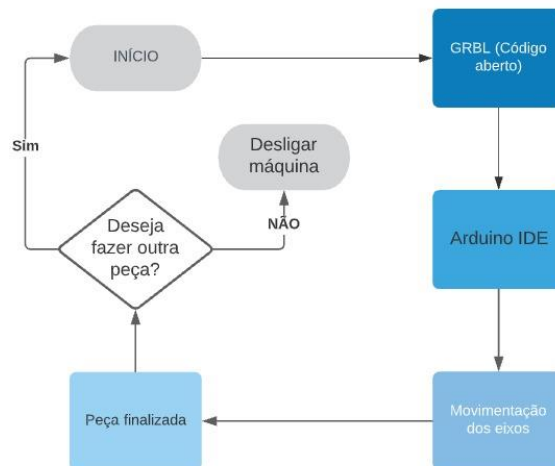 INÍCIO
GRBL (Código
aberto)
Arduino IDE
Movimentação
dos eixos
Peça finalizada
Deseja
fazer outra
peça?
Sim
NÃO
Desligar
máquina